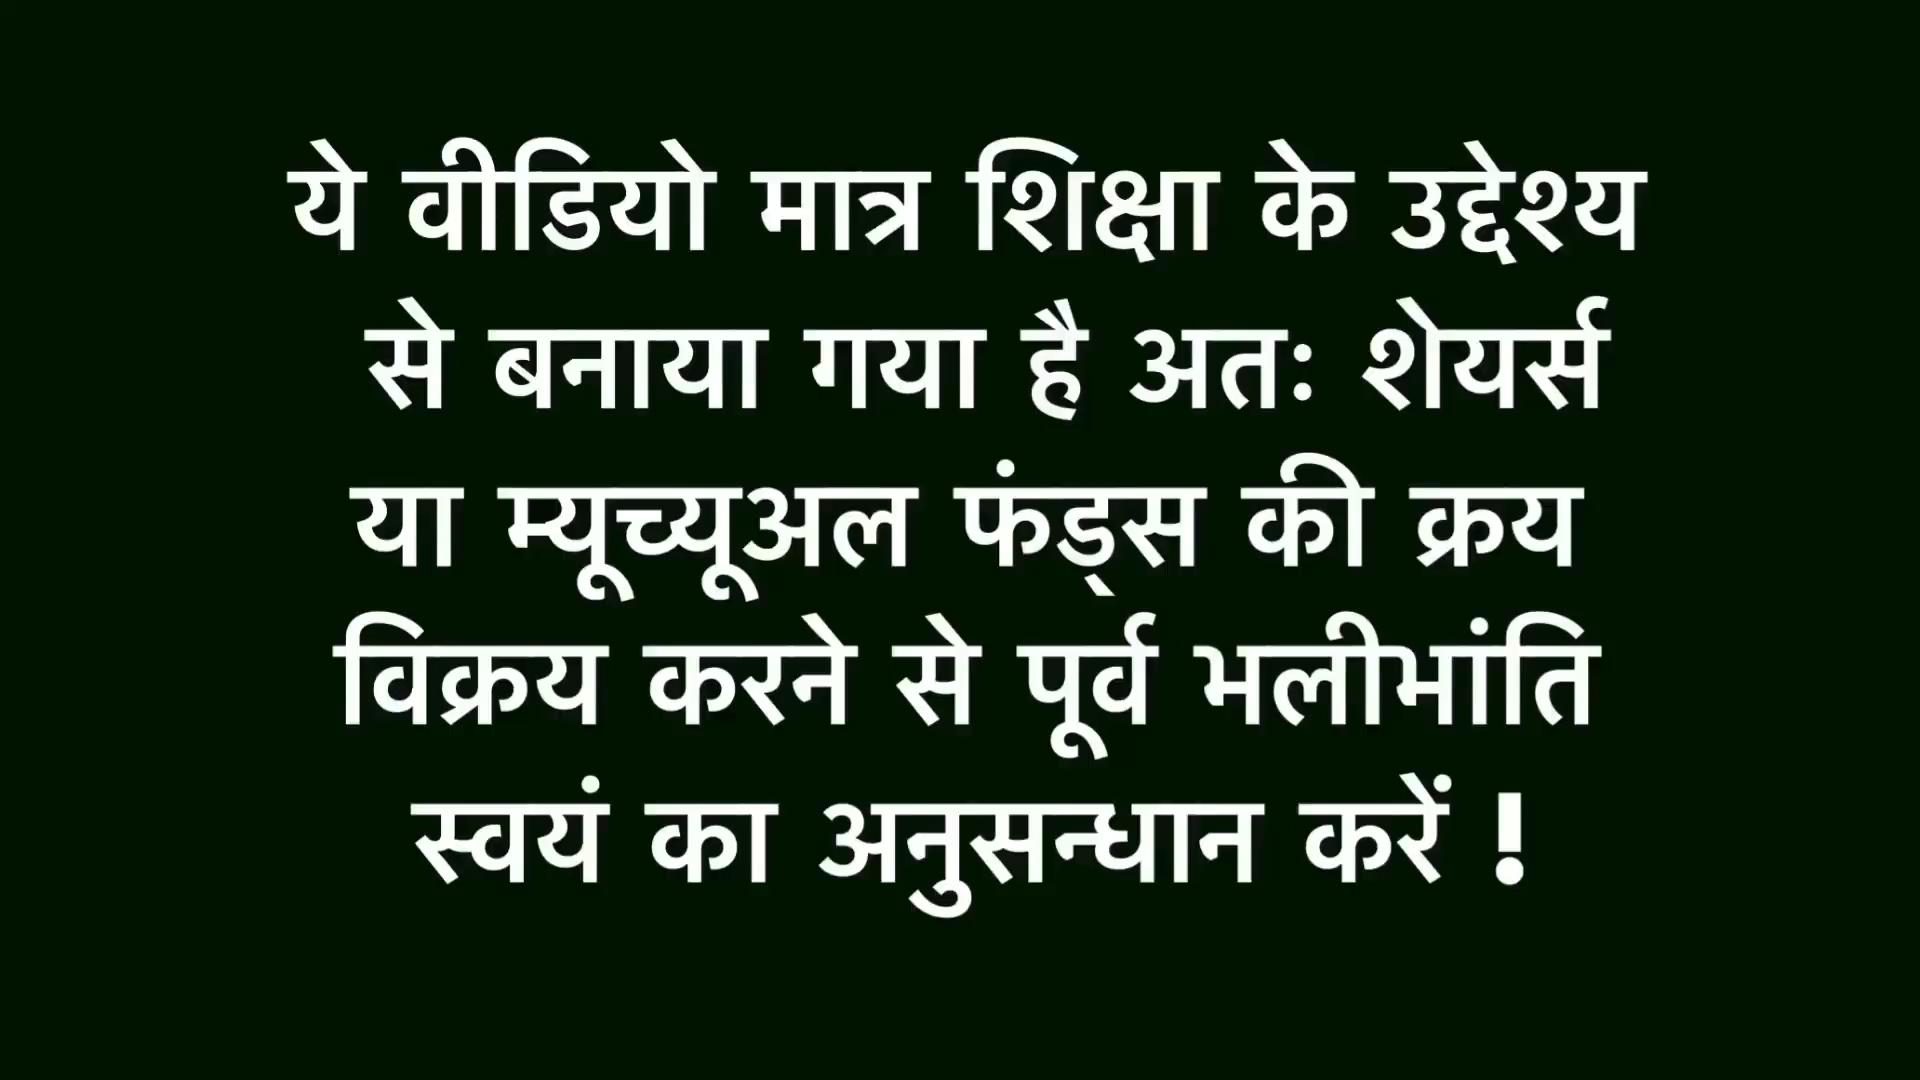 ये वीडियो मात्र शिक्षा के उद्देश्य
से बनाया गया है अतः शेयर्स
या म्यूच्यूअल फंड्स की क्रय
विक्रय करने से पूर्व भलीभांति
स्वयं का अनुसन्धान करें !